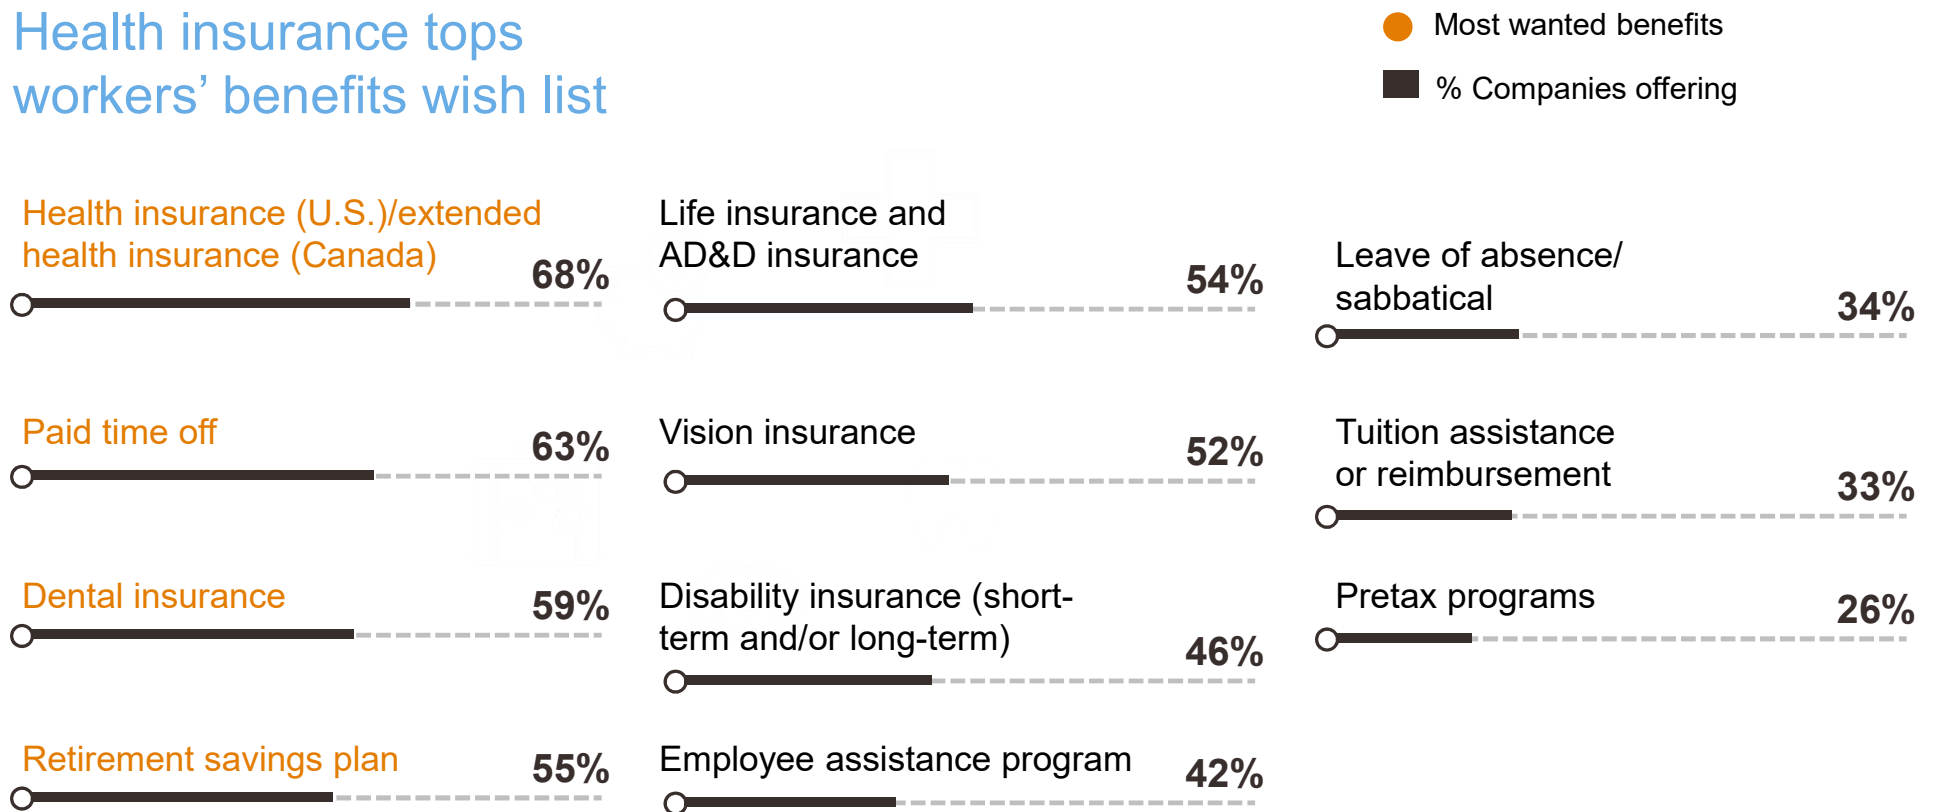 Health insurance tops
workers’ benefits wish list
Most wanted benefits
% Companies offering
Health insurance (U.S.)/extended
health insurance (Canada)
68%
Paid time off
63%
Dental insurance
59%
Retirement savings plan
55%
Life insurance and
AD&D insurance
54%
Vision insurance
52%
Disability insurance (short-
term and/or long-term)
46%
Employee assistance program
42%
Leave of absence/
sabbatical
34%
Tuition assistance
or reimbursement
33%
Pretax programs
26%